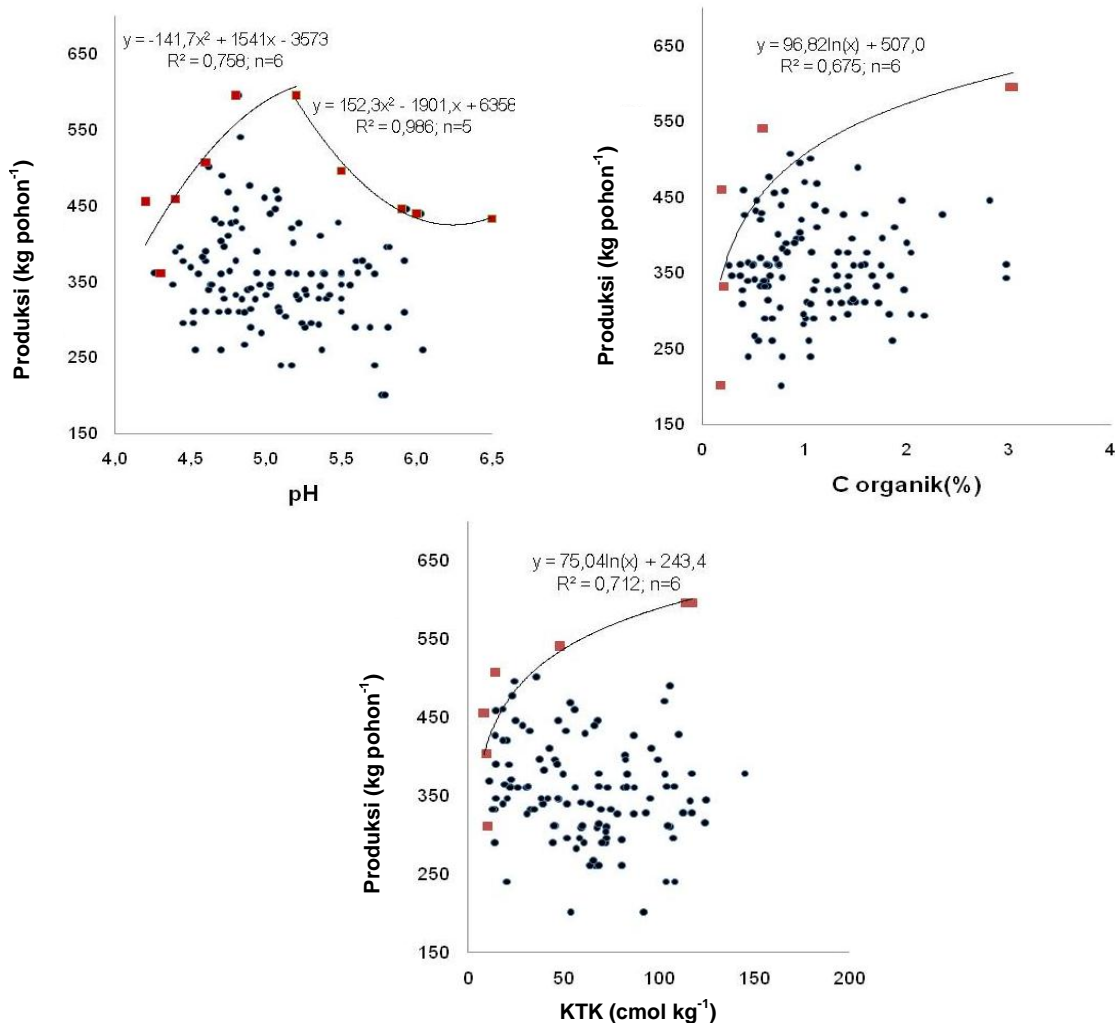 y = -141,7x² + 1541x - 3573
R² = 0,758; n=6
y = 152,3x² - 1901,x + 6358
R² = 0,986; n=5
Produksi (kg pohon⁻¹)
650
550
450
350
250
150
4,0
4,5
5,0
5,5
6,0
6,5
pH
y = 96,82ln(x) + 507,0
R² = 0,675; n=6
Produksi (kg pohon⁻¹)
650
550
450
350
250
150
0
1
2
3
4
C organik(%)
y = 75,04ln(x) + 243,4
R² = 0,712; n=6
Produksi (kg pohon⁻¹)
650
550
450
350
250
150
0
50
100
150
200
KTK (cmol kg⁻¹)